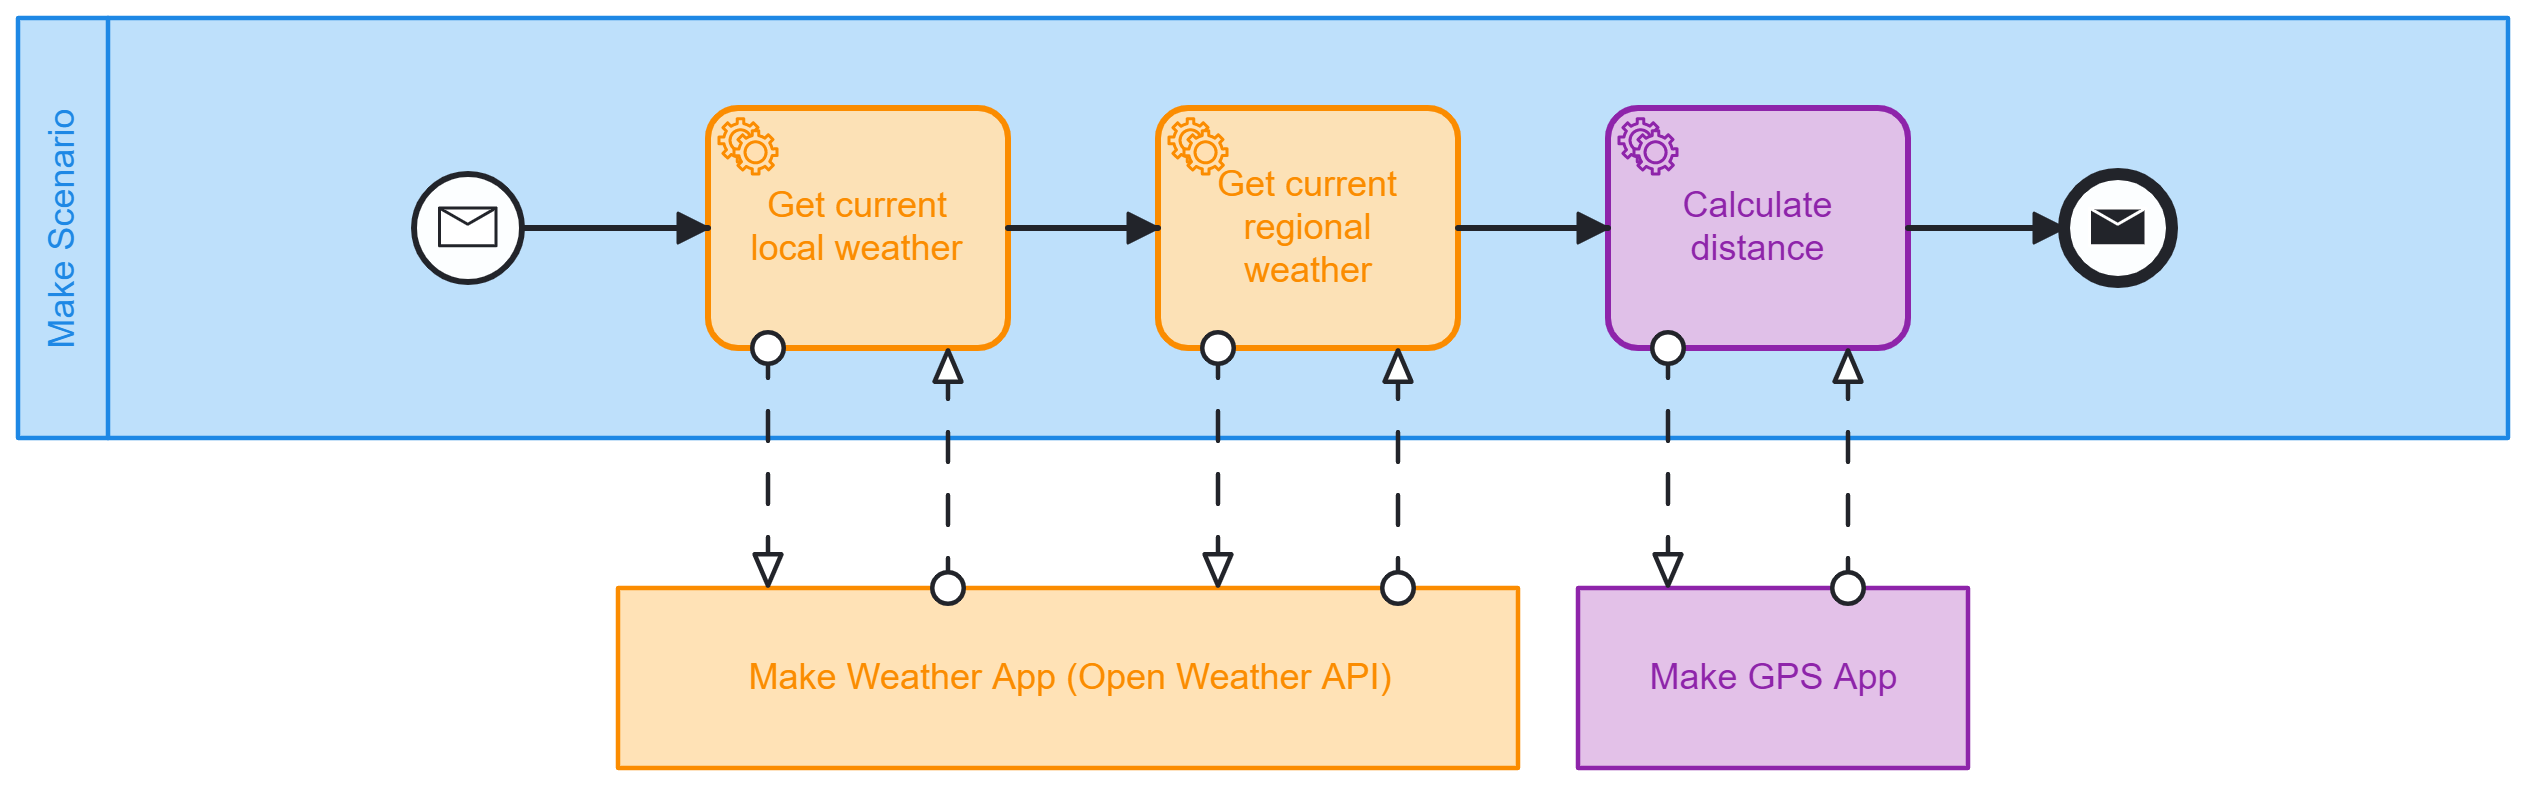 Make Scenario
Get current
local weather
Get current
regional
weather
Calculate
distance
Make Weather App (Open Weather API)
Make GPS App